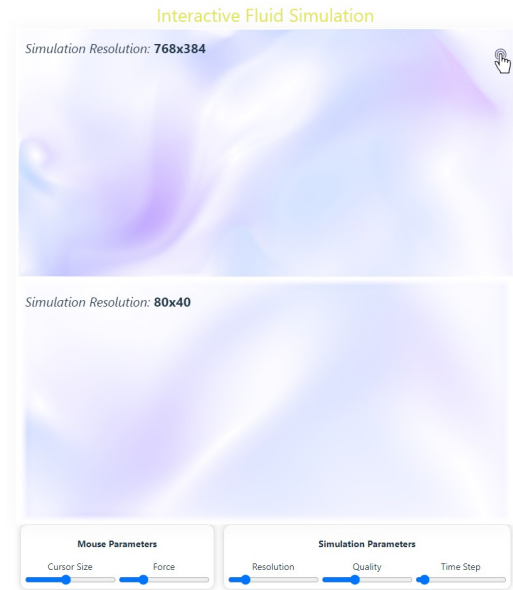 Interactive Fluid Simulation
Simulation Resolution: 768x384
Simulation Resolution: 80x40
Mouse Parameters
Cursor Size Force
Simulation Parameters
Resolution Quality Time Step